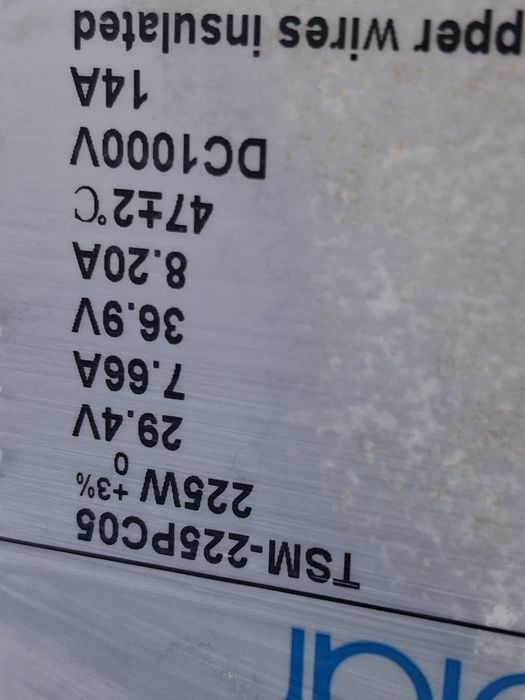 TSM-225PC05
225W +3% 0
29.4V
7.66A
36.9V
8.20A
47±2℃
DC1000V
14A
pper wires insulated